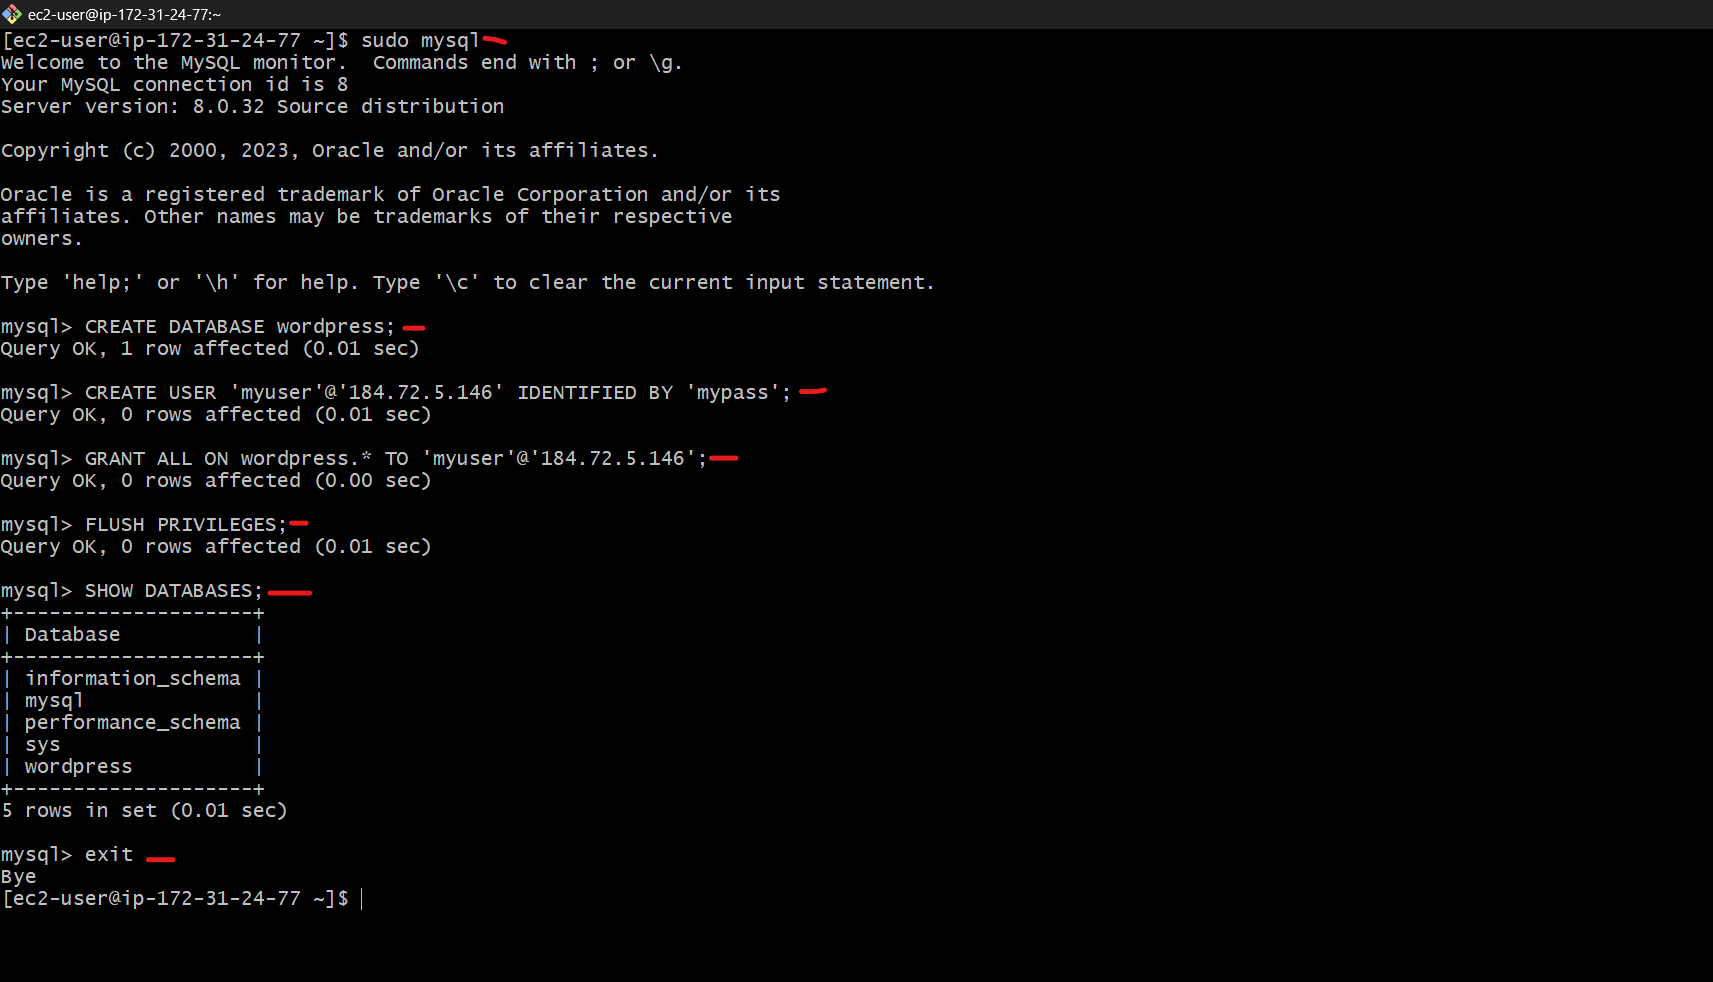 ec2-user@ip-172-31-24-77:~
[ec2-user@ip-172-31-24-77 ~]$ sudo mysql
Welcome to the MySQL monitor.  Commands end with ; or \g.
Your MySQL connection id is 8
Server version: 8.0.32 Source distribution

Copyright (c) 2000, 2023, Oracle and/or its affiliates.

Oracle is a registered trademark of Oracle Corporation and/or its
affiliates. Other names may be trademarks of their respective
owners.

Type 'help;' or '\h' for help. Type '\c' to clear the current input statement.

mysql> CREATE DATABASE wordpress;
Query OK, 1 row affected (0.01 sec)

mysql> CREATE USER 'myuser'@'184.72.5.146' IDENTIFIED BY 'mypass';
Query OK, 0 rows affected (0.01 sec)

mysql> GRANT ALL ON wordpress.* TO 'myuser'@'184.72.5.146';
Query OK, 0 rows affected (0.00 sec)

mysql> FLUSH PRIVILEGES;
Query OK, 0 rows affected (0.01 sec)

mysql> SHOW DATABASES;
+--------------------+
| Database           |
+--------------------+
| information_schema |
| mysql              |
| performance_schema |
| sys                |
| wordpress          |
+--------------------+
5 rows in set (0.01 sec)

mysql> exit
Bye
[ec2-user@ip-172-31-24-77 ~]$